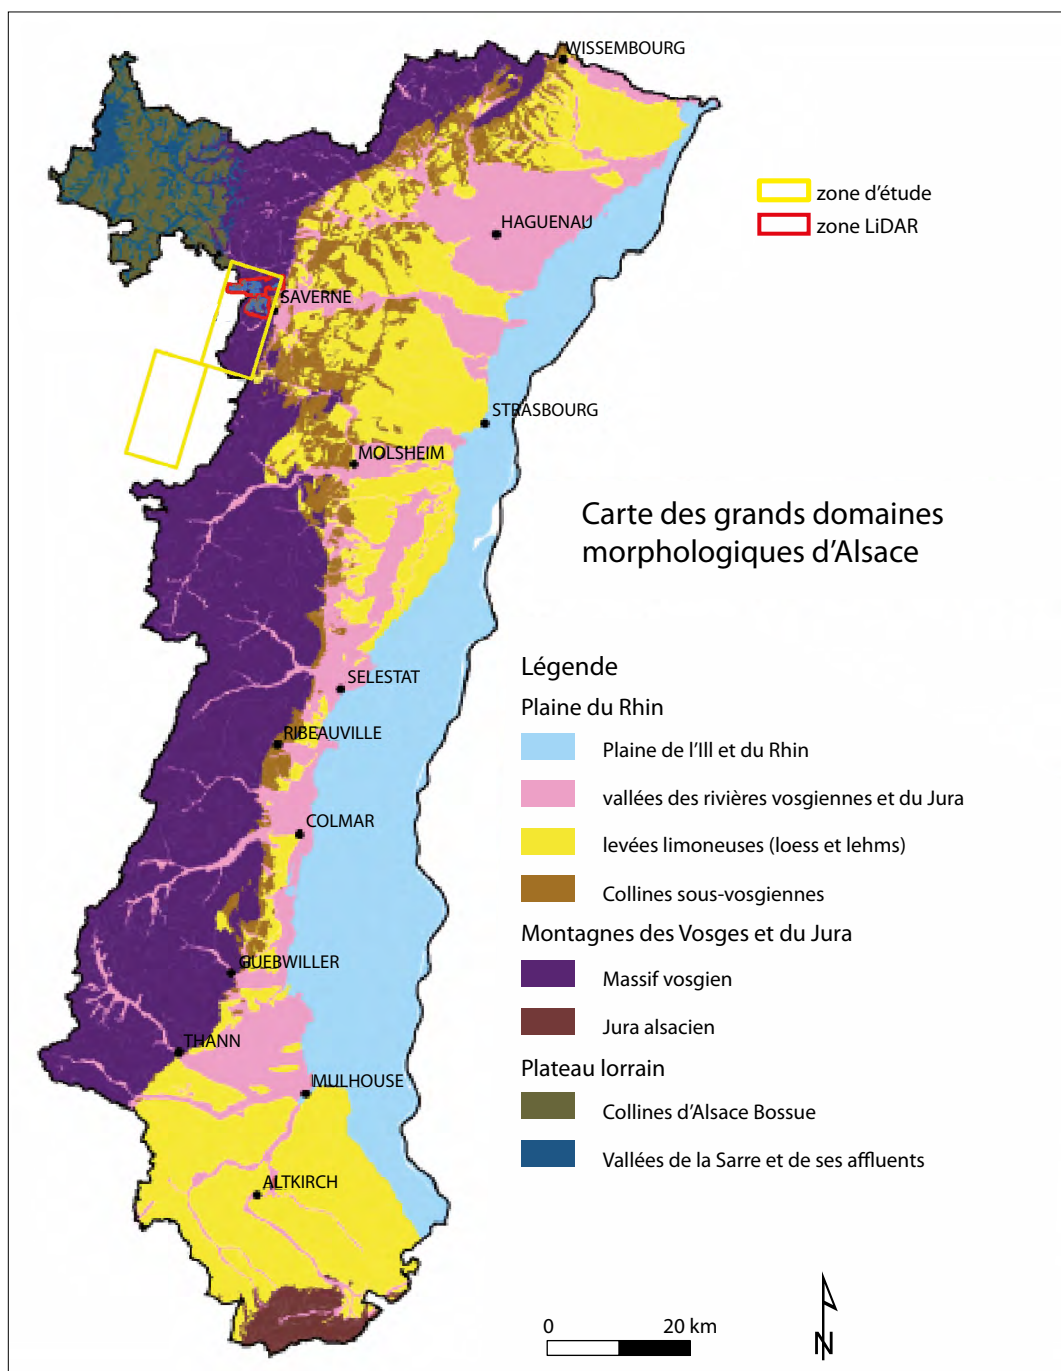 WISSEMBOURG
zone d'étude
zone LiDAR
HAGUENAU
SAVERNE
STRASBOURG
MOLSHEIM
Carte des grands domaines
morphologiques d'Alsace
SELESTAT
RIBEAUVILLE
COLMAR
GUEBWILLER
THANN
MULHOUSE
ALTKIRCH
Légende
Plaine du Rhin
Plaine de l'Ill et du Rhin
vallées des rivières vosgiennes et du Jura
levées limoneuses (loess et lehms)
Collines sous-vosgiennes
Montagnes des Vosges et du Jura
Massif vosgien
Jura alsacien
Plateau lorrain
Collines d'Alsace Bossue
Vallées de la Sarre et de ses affluents
0 20 km
N